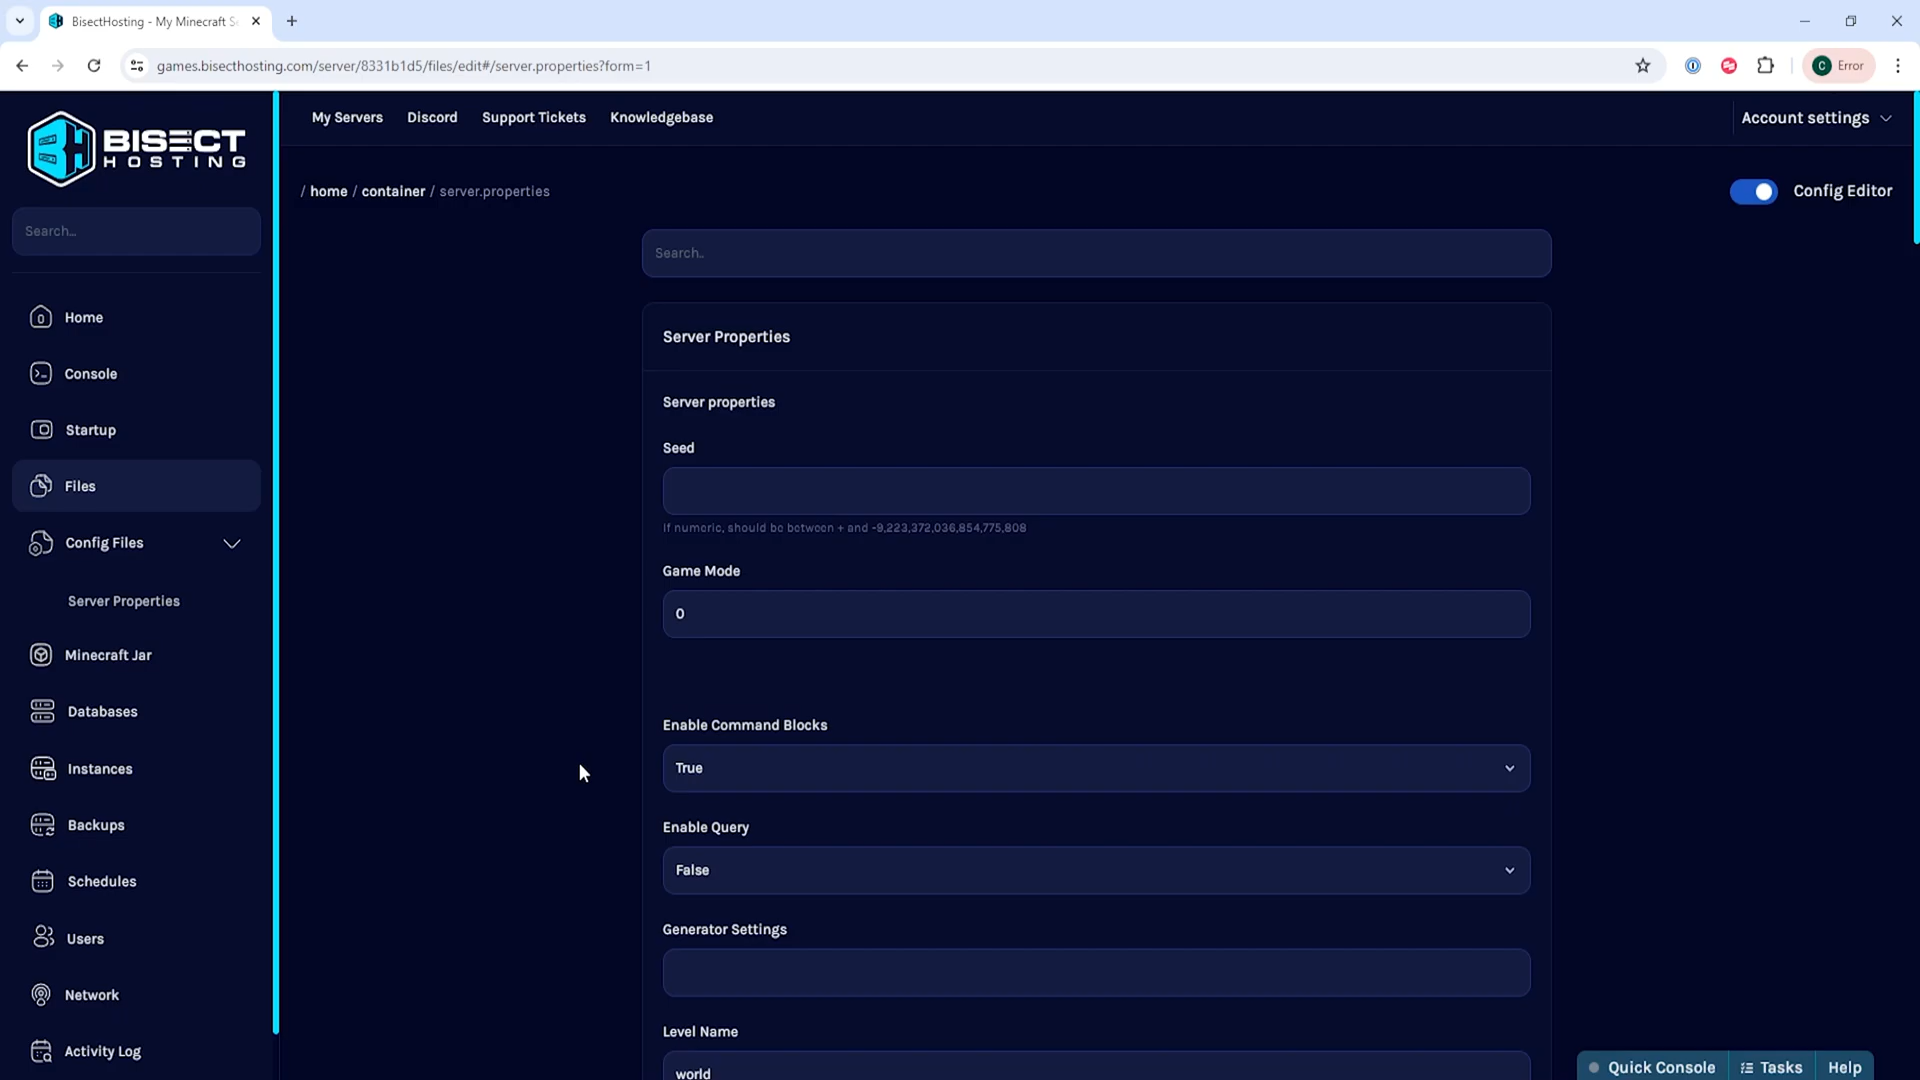 BisectHosting - My Minecraft S
games.bisecthosting.com/server/8331b1d5/files/edit#/server.properties?form=1
C Error
BISECT
HOSTING
My Servers Discord Support Tickets Knowledgebase
Account settings
/ home / container / server.properties
Config Editor
Search...
Home
Console
Startup
Files
Config Files
Server Properties
Minecraft Jar
Databases
Instances
Backups
Schedules
Users
Network
Activity Log
Search..
Server Properties
Server properties
Seed
If numeric, should be between + and -9,223,372,036,854,775,808
Game Mode
0
Enable Command Blocks
True
Enable Query
False
Generator Settings
Level Name
world
Quick Console Tasks Help